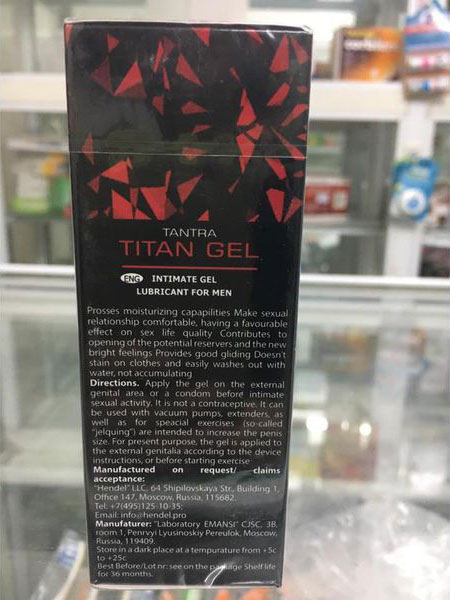 TANTRA
TITAN GEL
ENG INTIMATE GEL
LUBRICANT FOR MEN
Prosses moisturizing capapilities Make sexual
relationship comfortable, having a favourable
effect on sex life quality Contributes to
opening of the potential reservers and the new
bright feelings Provides good gliding Doesn't
stain on clothes and easily washes out with
water, not accumulating
Directions. Apply the gel on the external
genital area or a condom before intimate
sexual activity. It is not a contraceptive. It can
be used with vacuum pumps, extenders, as
well as for speacial exercises (so-called
"jelquing") are intended to increase the penis
size. For present purpose, the gel is applied to
the external genitalia according to the device
instructions, or before starting exercise
Manufactured on request/ claims
acceptance:
"Hendel" LLC, 64 Shipilovskaya Str., Building 1,
Office 147, Moscow, Russia, 115682.
Tel: +7(495)125-10-35;
Email: info@hendel.pro
Manufaturer: "Laboratory EMANSI" CJSC, 3B,
room 1, Penryyi Lyusinoskiy Pereulok, Moscow,
Russia, 119409.
Store in a dark place at a tempurature from +5c
to +25c
Best Before/Lot nr: see on the package Shelf life
for 36 months.